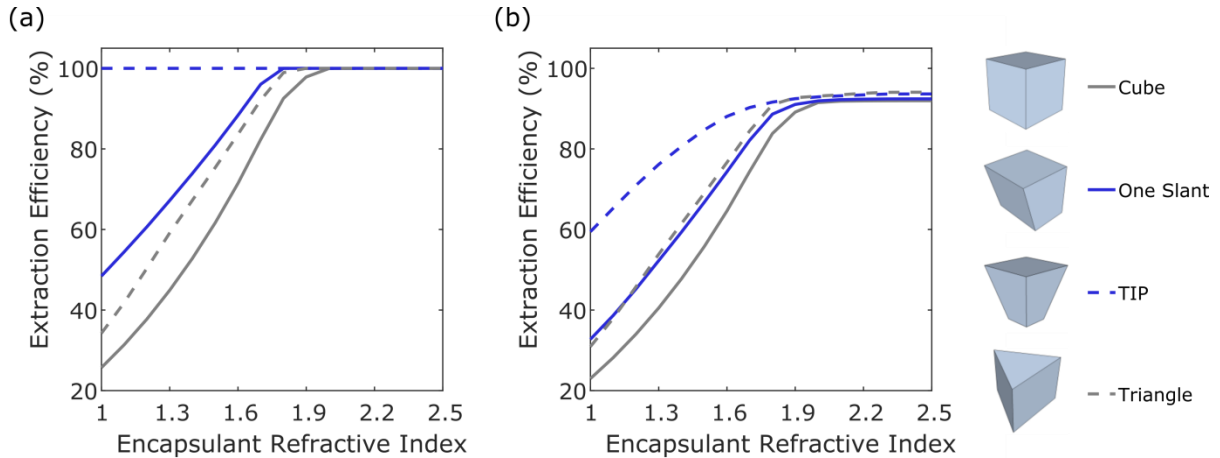 (a)
Extraction Efficiency (%)
100
80
60
40
20
1 1.3 1.6 1.9 2.2 2.5
Encapsulant Refractive Index
(b)
Extraction Efficiency (%)
100
80
60
40
20
1 1.3 1.6 1.9 2.2 2.5
Encapsulant Refractive Index
Cube
One Slant
TIP
Triangle